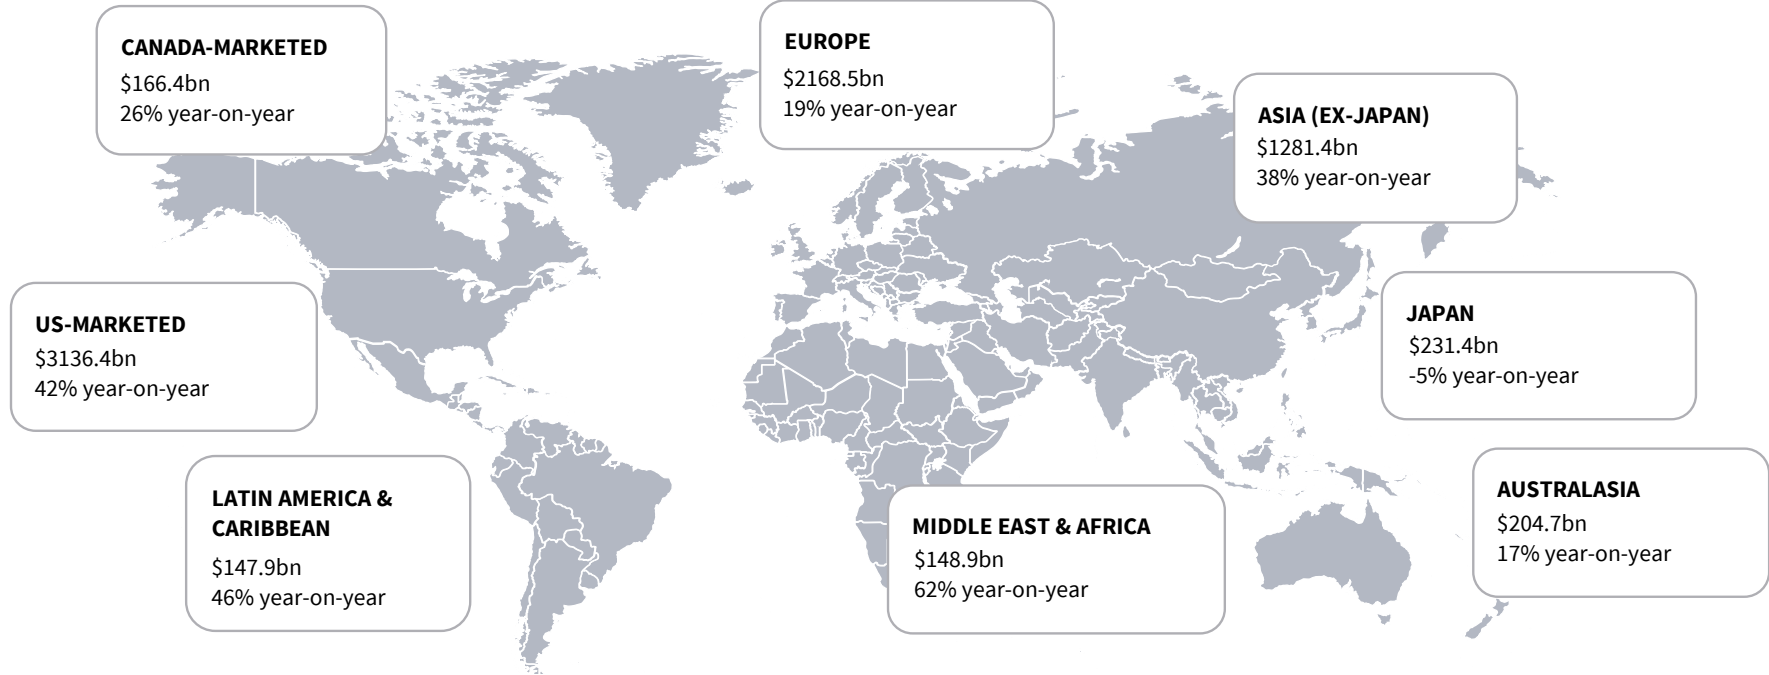 CANADA-MARKETED
$166.4bn
26% year-on-year
EUROPE
$2168.5bn
19% year-on-year
ASIA (EX-JAPAN)
$1281.4bn
38% year-on-year
US-MARKETED
$3136.4bn
42% year-on-year
JAPAN
$231.4bn
-5% year-on-year
LATIN AMERICA &
CARIBBEAN
$147.9bn
46% year-on-year
MIDDLE EAST & AFRICA
$148.9bn
62% year-on-year
AUSTRALASIA
$204.7bn
17% year-on-year